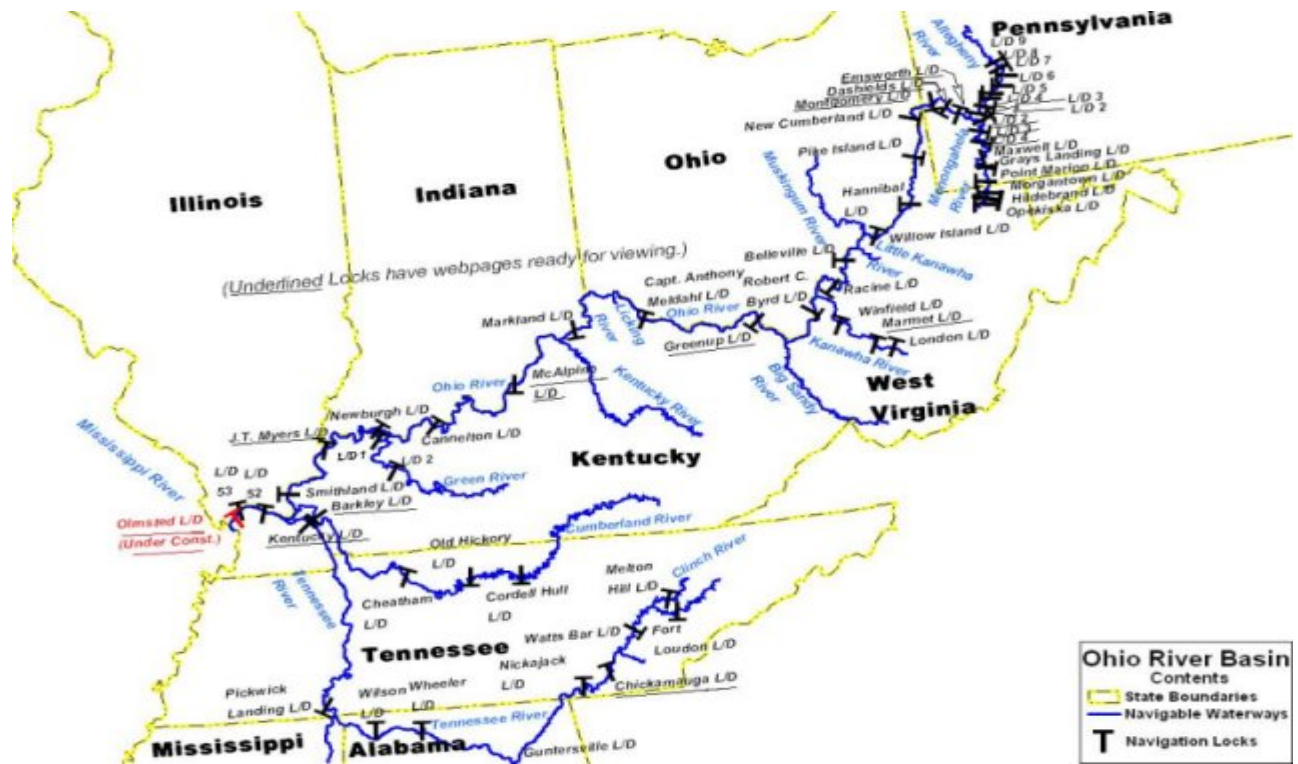 Pennsylvania
Allegheny
River
L/D 9
L/D 8
L/D 7
L/D 6
L/D 5
L/D 4
L/D 3
L/D 2
Emsworth L/D
Dashields L/D
Montgomery L/D
New Cumberland L/D
Pike Island L/D
L/D 2
L/D 3
L/D 4
Maxwell L/D
Grays Landing L/D
Point Marion L/D
Morgantown L/D
Hildebrand L/D
Opekiska L/D
Monongahela
River
Ohio
Muskingum River
Hannibal
L/D
Willow Island L/D
Little Kanawha
River
Belleville L/D
Illinois
Indiana
(Underlined Locks have webpages ready for viewing.)
Capt. Anthony
Meldahl L/D
Robert C.
Byrd L/D
Racine L/D
Winfield L/D
Marmet L/D
London L/D
Kanawha River
Ohio River
Licking
River
Markland L/D
Greenup L/D
Big Sandy
River
West
Virginia
Ohio River
McAlpine
L/D
Kentucky River
Newburgh L/D
J.T. Myers L/D
Cannelton L/D
L/D 1
L/D 2
Green River
Kentucky
Mississippi River
L/D
53
L/D
52
Smithland L/D
Barkley L/D
Olmsted L/D
(Under Const.)
Kentucky L/D
Old Hickory
L/D
Cumberland River
Tennessee
River
Cheatham
L/D
Cordell Hull
L/D
Melton
Hill L/D
Clinch River
Watts Bar L/D
Fort
Loudon L/D
Tennessee
Nickajack
L/D
Chickamauga L/D
Pickwick
Landing L/D
Wilson
L/D
Wheeler
L/D
Tennessee River
Guntersville L/D
Mississippi
Alabama
Ohio River Basin
Contents
State Boundaries
Navigable Waterways
Navigation Locks